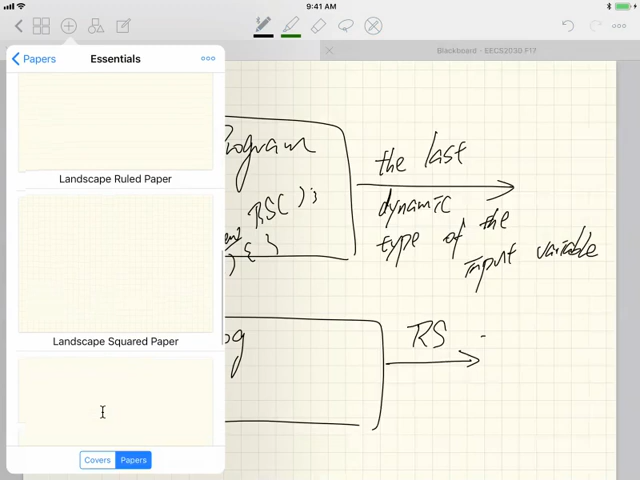 9:41 AM
Papers
Essentials
Blackboard - EECS2030.F17
Landscape Ruled Paper
Landscape Squared Paper
Covers
Papers
rogram
RS( );
) { }
the last
dynamic
type of the
input variable
og
RS